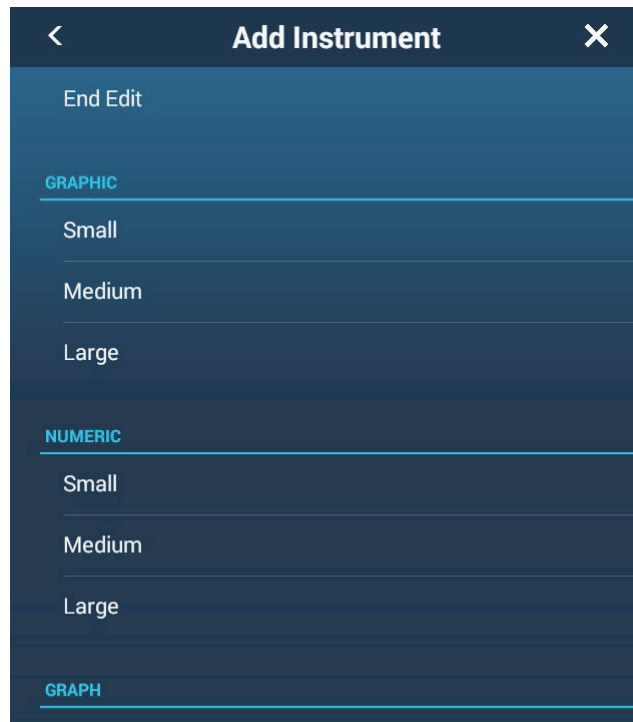 Add Instrument
End Edit
GRAPHIC
Small
Medium
Large
NUMERIC
Small
Medium
Large
GRAPH